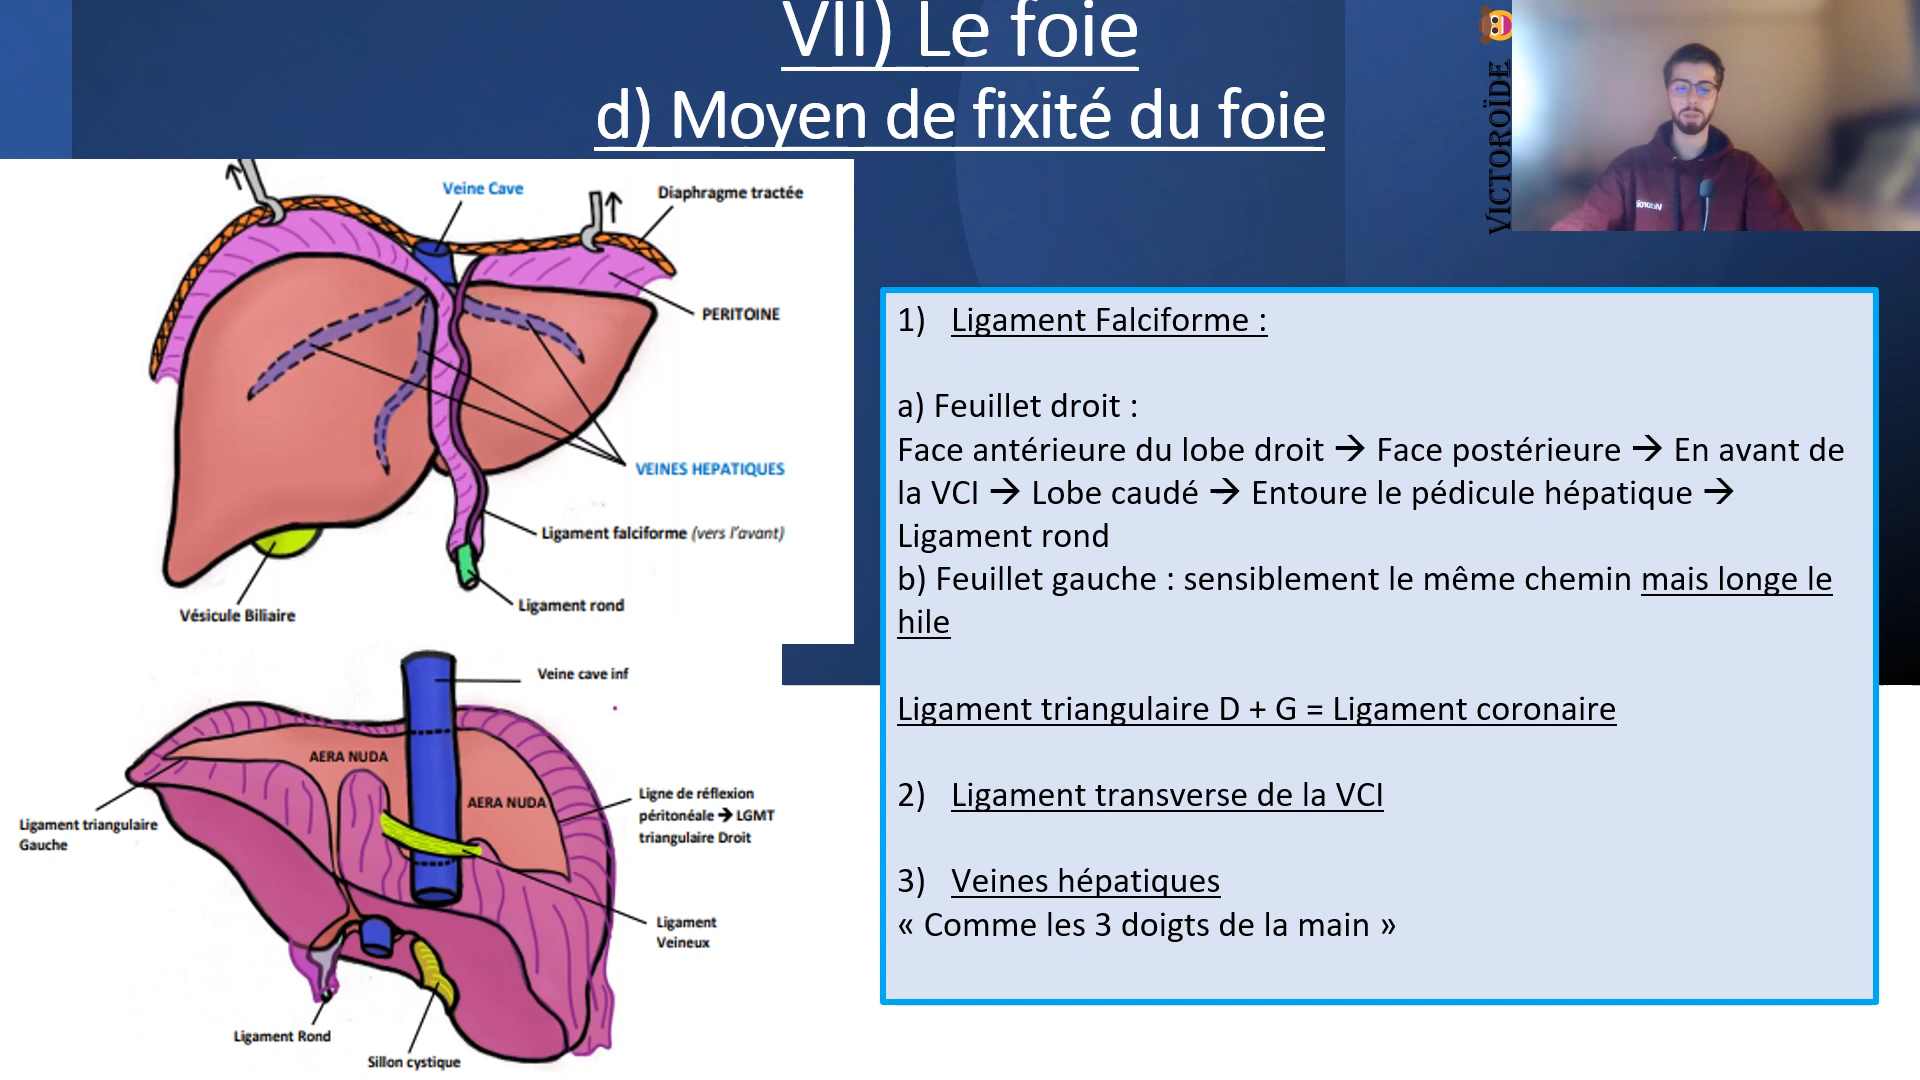 VII) Le foie
d) Moyen de fixité du foie
VICTOROÏDE
Veine Cave
Diaphragme tractée
PERITOINE
VEINES HEPATIQUES
Ligament falciforme (vers l'avant)
Ligament rond
Vésicule Biliaire
Veine cave inf
AERA NUDA
AERA NUDA
Ligne de réflexion
péritonéale → LGMT
triangulaire Droit
Ligament triangulaire
Gauche
Ligament
Veineux
Ligament Rond
Sillon cystique
1) Ligament Falciforme :
a) Feuillet droit :
Face antérieure du lobe droit → Face postérieure → En avant de
la VCI → Lobe caudé → Entoure le pédicule hépatique →
Ligament rond
b) Feuillet gauche : sensiblement le même chemin mais longe le
hile
Ligament triangulaire D + G = Ligament coronaire
2) Ligament transverse de la VCI
3) Veines hépatiques
« Comme les 3 doigts de la main »